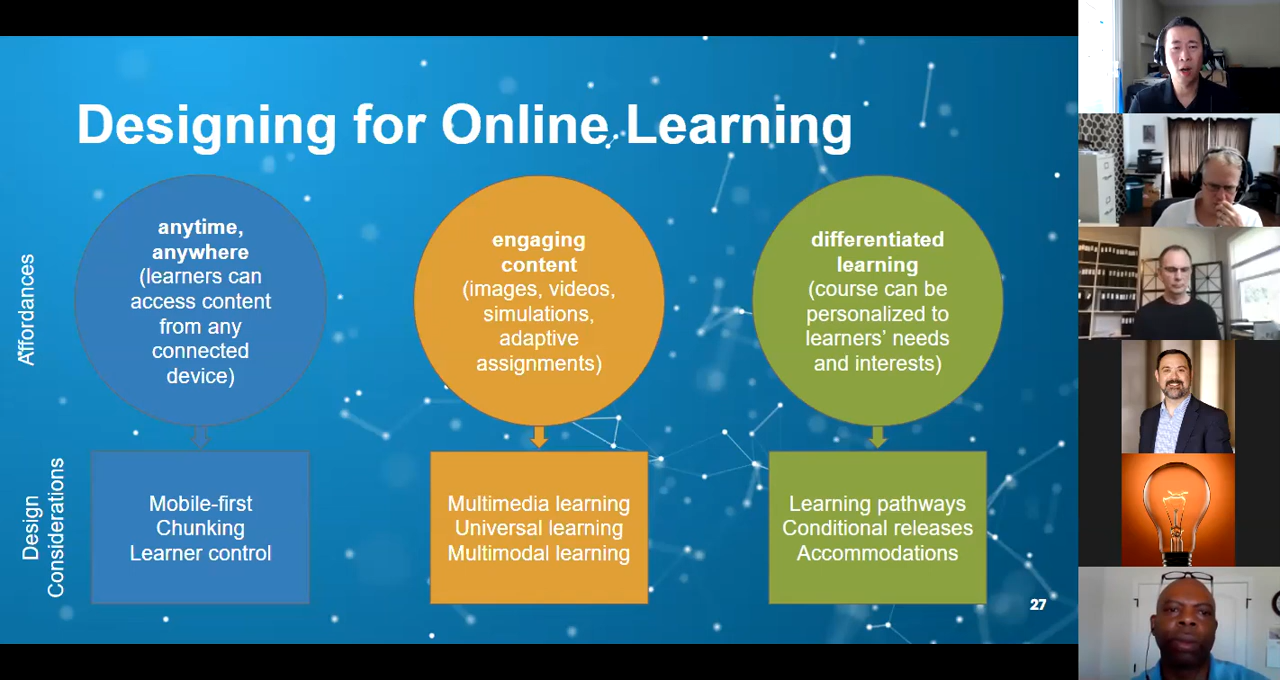 Designing for Online Learning
Affordances
anytime,
anywhere
(learners can
access content
from any
connected
device)
engaging
content
(images, videos,
simulations,
adaptive
assignments)
differentiated
learning
(course can be
personalized to
learners’ needs
and interests)
Design
Considerations
Mobile-first
Chunking
Learner control
Multimedia learning
Universal learning
Multimodal learning
Learning pathways
Conditional releases
Accommodations
27